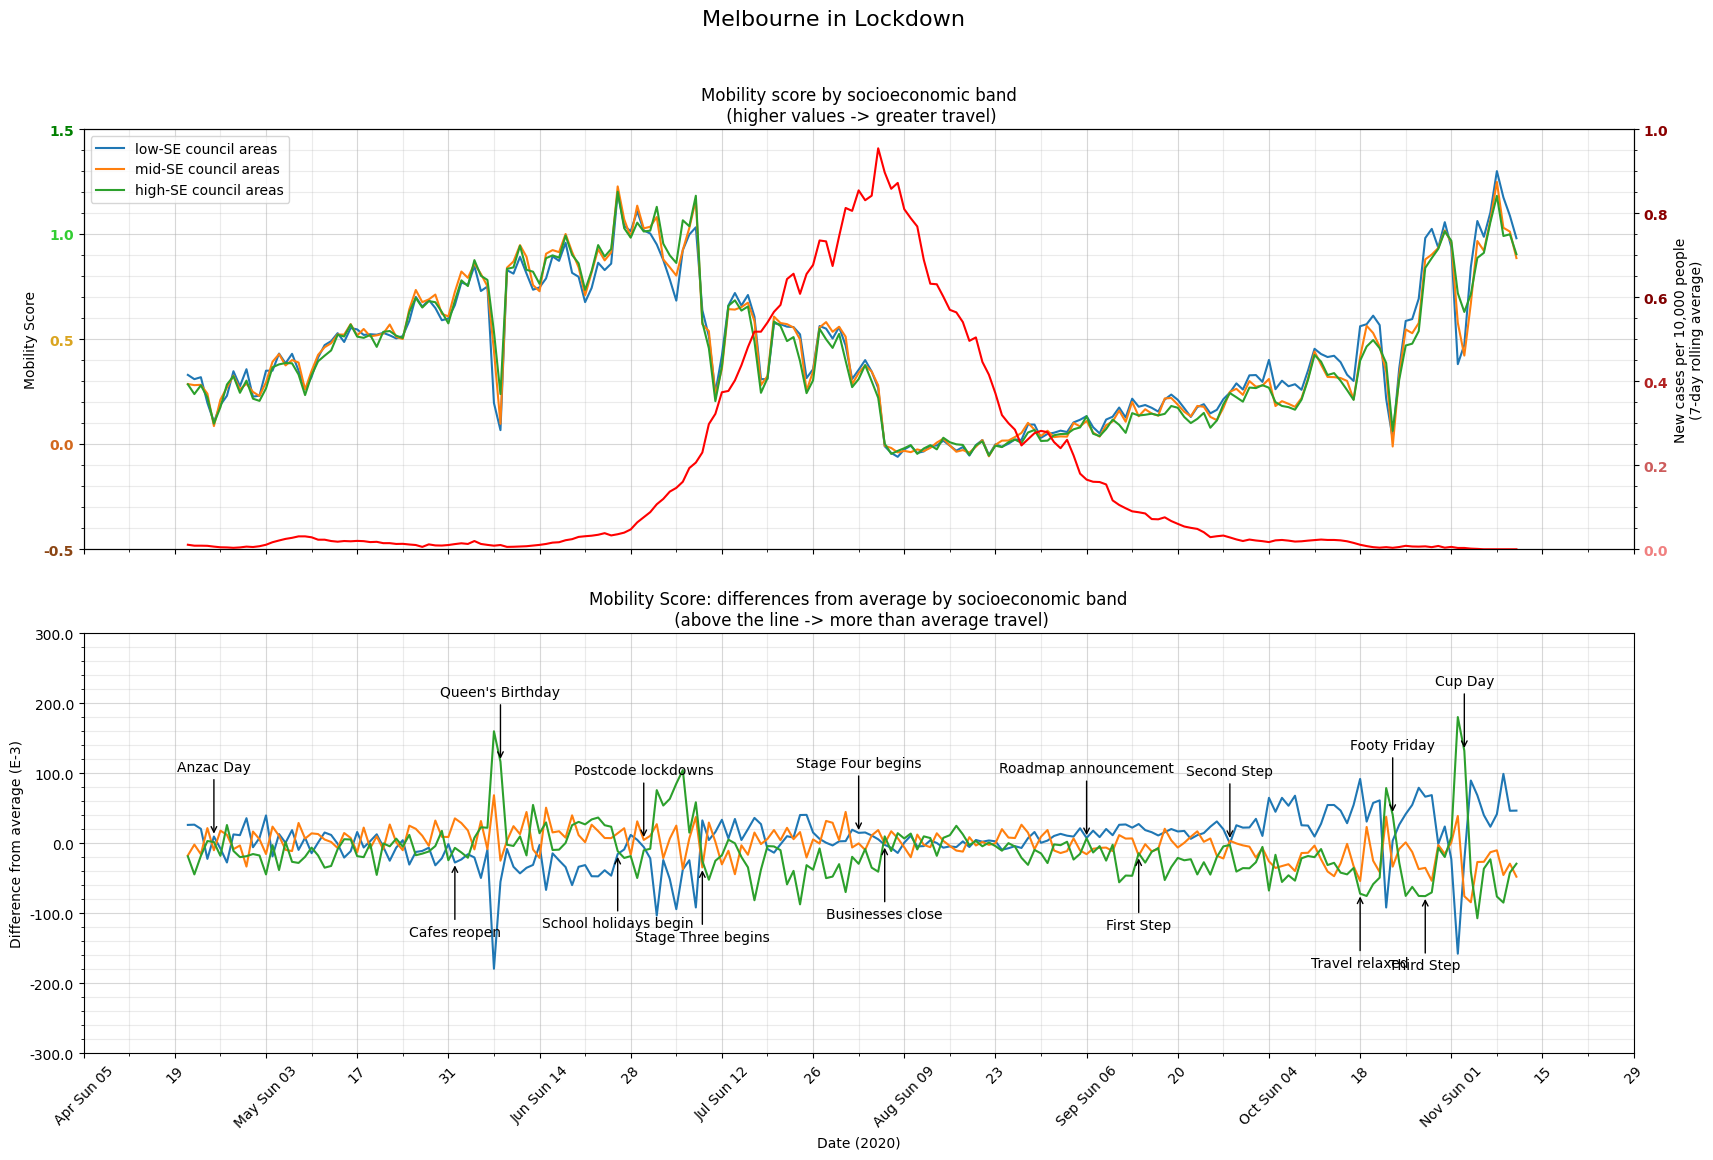 Melbourne in Lockdown
Mobility score by socioeconomic band
(higher values -> greater travel)
low-SE council areas
mid-SE council areas
high-SE council areas
1.5
1.0
0.5
0.0
-0.5
Mobility Score
1.0
0.8
0.6
0.4
0.2
0.0
New cases per 10,000 people
(7-day rolling average)
Mobility Score: differences from average by socioeconomic band
(above the line -> more than average travel)
300.0
200.0
100.0
0.0
-100.0
-200.0
-300.0
Difference from average (E-3)
Anzac Day
Cafes reopen
Queen's Birthday
School holidays begin
Postcode lockdowns
Stage Three begins
Stage Four begins
Businesses close
Roadmap announcement
First Step
Second Step
Travel relaxed
Footy Friday
Third Step
Cup Day
Apr Sun 05
19
May Sun 03
17
31
Jun Sun 14
28
Jul Sun 12
26
Aug Sun 09
23
Sep Sun 06
20
Oct Sun 04
18
Nov Sun 01
15
29
Date (2020)